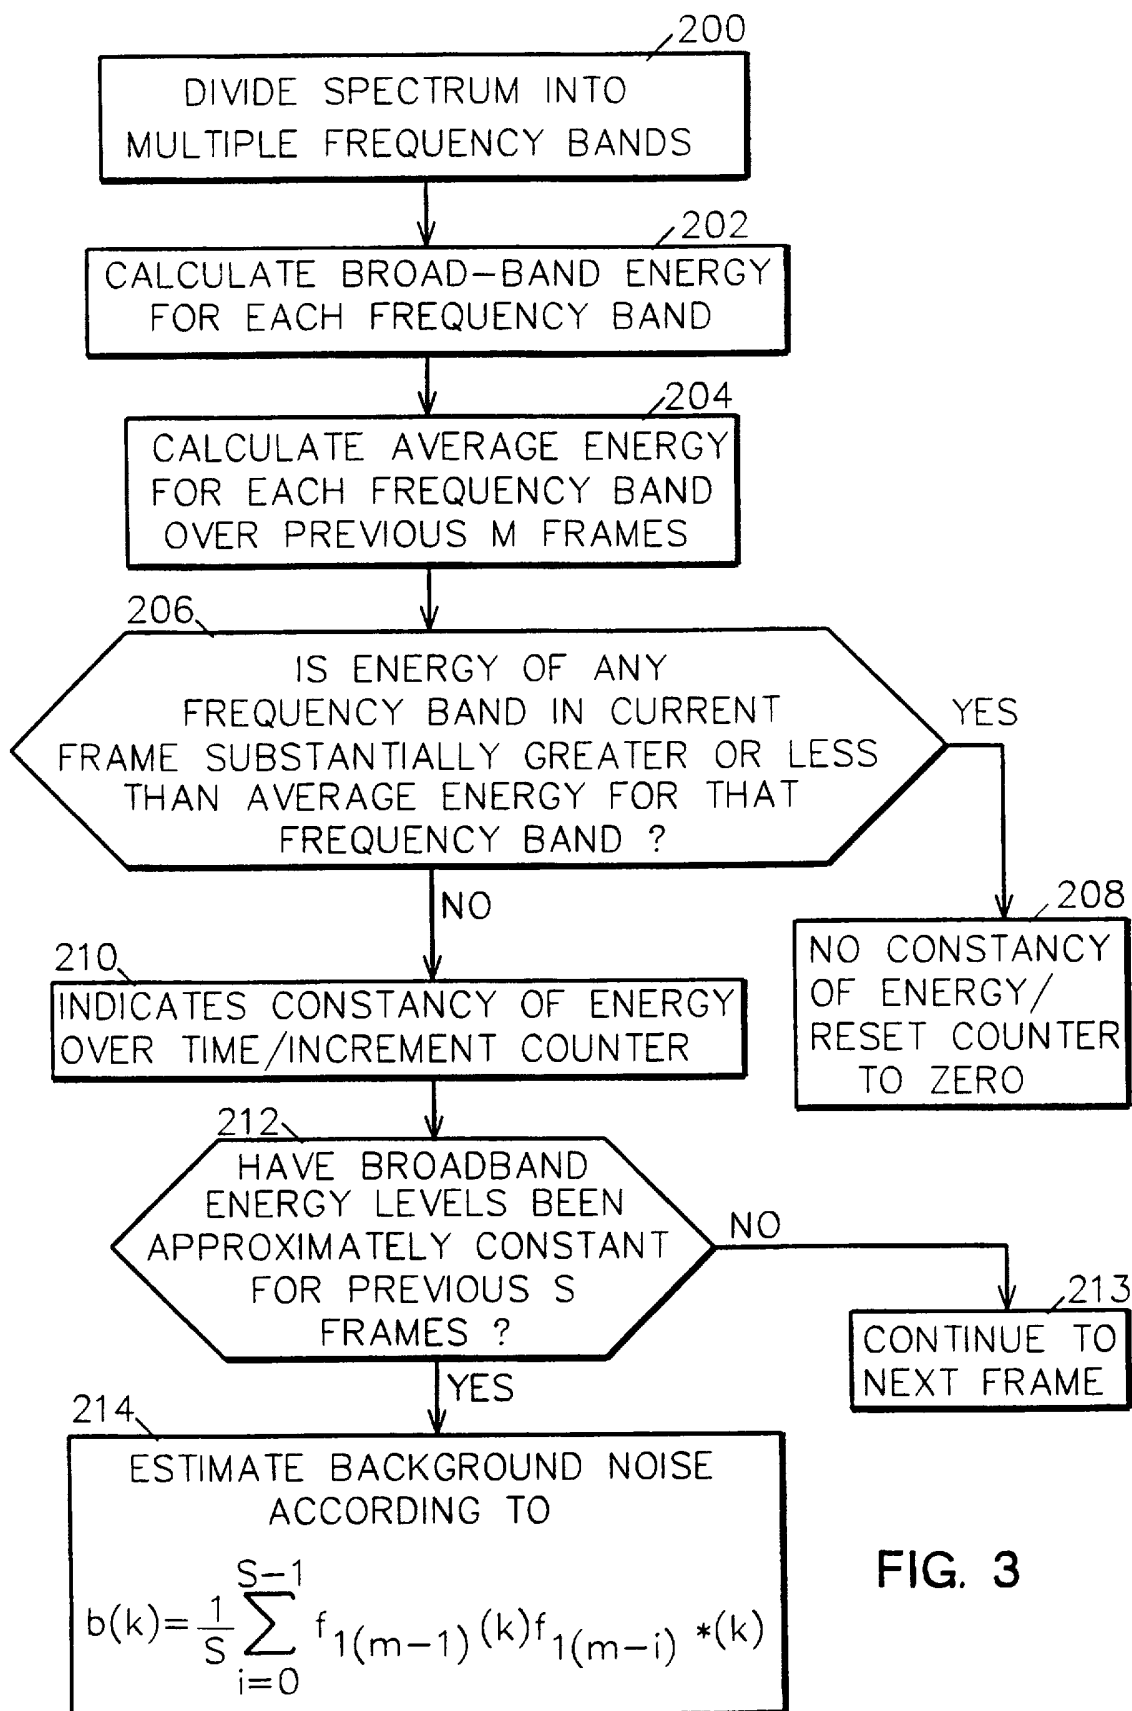 200
DIVIDE SPECTRUM INTO
MULTIPLE FREQUENCY BANDS
202
CALCULATE BROAD-BAND ENERGY
FOR EACH FREQUENCY BAND
204
CALCULATE AVERAGE ENERGY
FOR EACH FREQUENCY BAND
OVER PREVIOUS M FRAMES
206
IS ENERGY OF ANY
FREQUENCY BAND IN CURRENT
FRAME SUBSTANTIALLY GREATER OR LESS
THAN AVERAGE ENERGY FOR THAT
FREQUENCY BAND ?
YES
NO
208
NO CONSTANCY
OF ENERGY/
RESET COUNTER
TO ZERO
210
INDICATES CONSTANCY OF ENERGY
OVER TIME/INCREMENT COUNTER
212
HAVE BROADBAND
ENERGY LEVELS BEEN
APPROXIMATELY CONSTANT
FOR PREVIOUS S
FRAMES ?
NO
213
CONTINUE TO
NEXT FRAME
YES
214
ESTIMATE BACKGROUND NOISE
ACCORDING TO
b(k)= 1/S ∑ i=0 S-1 f 1(m-1) (k)f 1(m-i) *(k)
FIG. 3